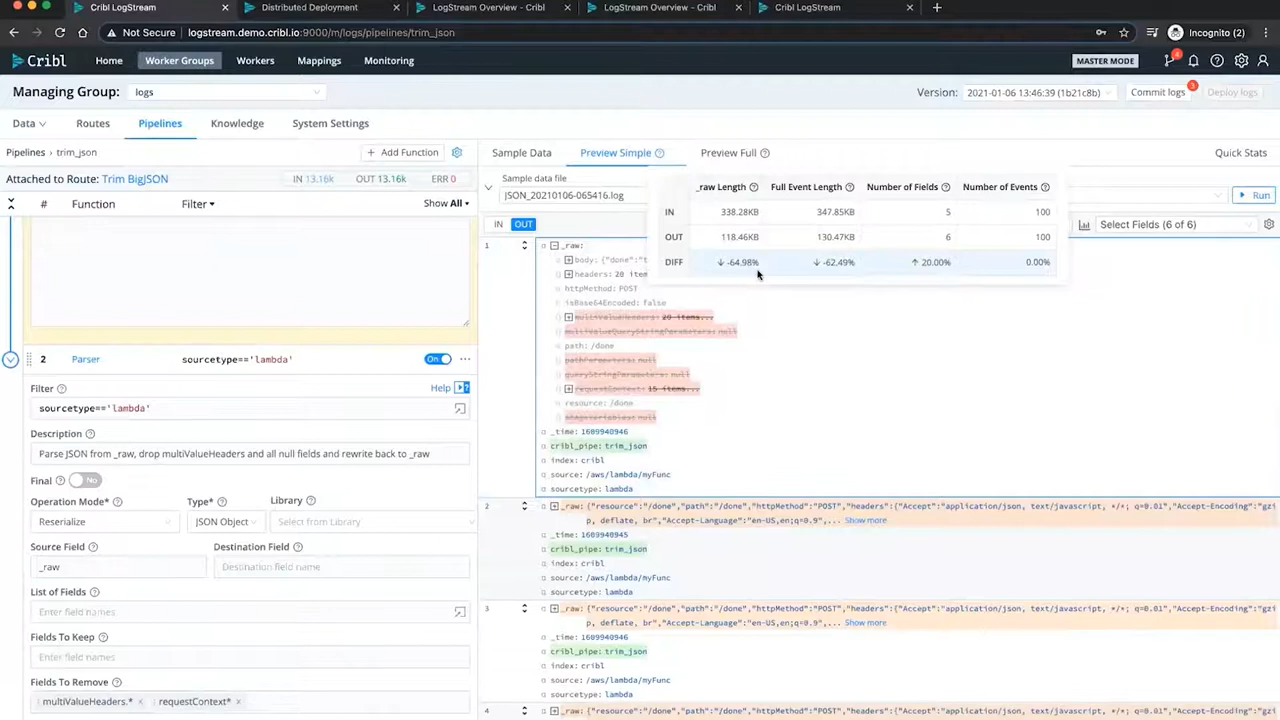 Cribl LogStream
Distributed Deployment
LogStream Overview - Cribl
LogStream Overview - Cribl
Cribl LogStream
Not Secure
logstream.demo.cribl.io:9000/m/logs/pipelines/trim_json
Incognito (2)
Cribl
Home
Worker Groups
Workers
Mappings
Monitoring
MASTER MODE
4
Managing Group:
logs
Version:
2021-01-06 13:46:39 (1b21c8b)
Commit logs
3
Deploy logs
Data
Routes
Pipelines
Knowledge
System Settings
Pipelines > trim_json
+ Add Function
Sample Data
Preview Simple
Preview Full
Quick Stats
Attached to Route: Trim BigJSON
IN 13.16k OUT 13.16k ERR 0
# Function Filter Show All
Sample data file
JSON_20210106-065416.log
Run
_raw Length Full Event Length Number of Fields Number of Events
IN 338.28KB 347.85KB 5 100
OUT 118.46KB 130.47KB 6 100
DIFF ↓ -64.98% ↓ -62.49% ↑ 20.00% 0.00%
IN OUT
Select Fields (6 of 6)
1
α _raw:
body: {"done":"t
headers: 20 item
httpMethod: POST
isBase64Encoded: false
multiValueHeaders: 20 items...
multiValueQueryStringParameters: null
path: /done
pathParameters: null
queryStringParameters: null
requestContext: 15 items...
resource: /done
α _time: 1609940946
α cribl_pipe: trim_json
α index: cribl
α source: /aws/lambda/myFunc
α sourcetype: lambda
2
α _raw: {"resource":"/done","path":"/done","httpMethod":"POST","headers":{"Accept":"application/json, text/javascript, */*; q=0.01","Accept-Encoding":"gzi
p, deflate, br","Accept-Language":"en-US,en;q=0.9",... Show more
α _time: 1609940945
α cribl_pipe: trim_json
α index: cribl
α source: /aws/lambda/myFunc
α sourcetype: lambda
3
α _raw: {"resource":"/done","path":"/done","httpMethod":"POST","headers":{"Accept":"application/json, text/javascript, */*; q=0.01","Accept-Encoding":"gzi
p, deflate, br","Accept-Language":"en-US,en;q=0.9",... Show more
α _time: 1609940946
α cribl_pipe: trim_json
α index: cribl
α source: /aws/lambda/myFunc
α sourcetype: lambda
4
α _raw: {"resource":"/done","path":"/done","httpMethod":"POST","headers":{"Accept":"application/json, text/javascript, */*; q=0.01","Accept-Encoding":"gzi
2 Parser sourcetype=='lambda' On ...
Filter
Help
sourcetype=='lambda'
Description
Parse JSON from _raw, drop multiValueHeaders and all null fields and rewrite back to _raw
Final No
Operation Mode* Type* Library
Reserialize JSON Object Select from Library
Source Field Destination Field
_raw Destination field name
List of Fields
Enter field names
Fields To Keep
Enter field names
Fields To Remove
multiValueHeaders.* × requestContext* ×